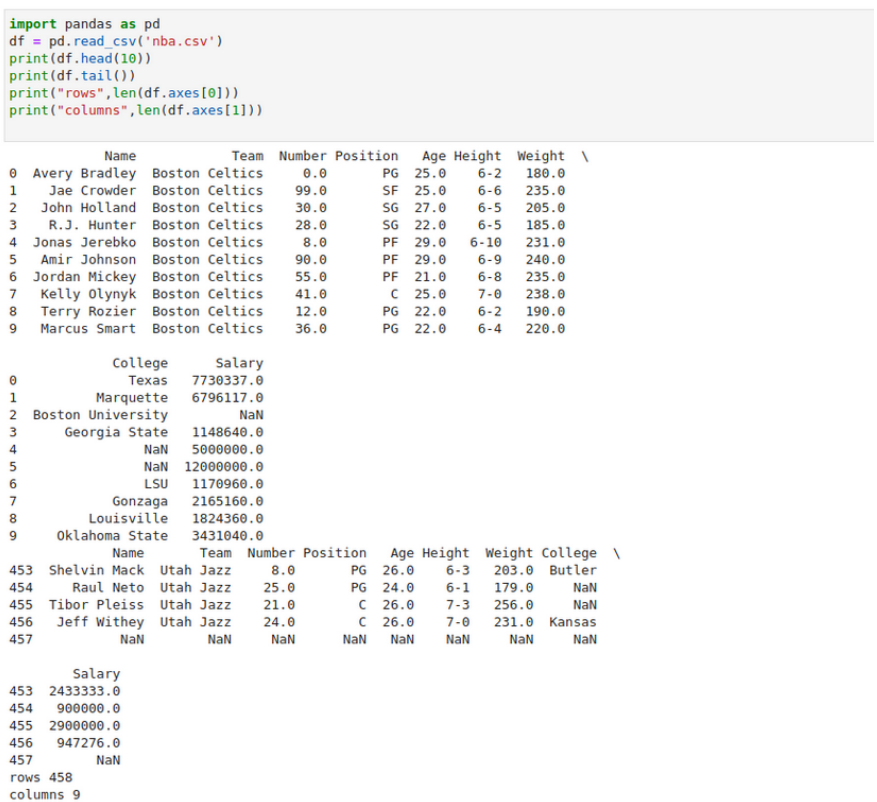 import pandas as pd
df = pd.read_csv('nba.csv')
print(df.head(10))
print(df.tail())
print("rows",len(df.axes[0]))
print("columns",len(df.axes[1]))
Name Team Number Position Age Height Weight \
0 Avery Bradley Boston Celtics 0.0 PG 25.0 6-2 180.0
1 Jae Crowder Boston Celtics 99.0 SF 25.0 6-6 235.0
2 John Holland Boston Celtics 30.0 SG 27.0 6-5 205.0
3 R.J. Hunter Boston Celtics 28.0 SG 22.0 6-5 185.0
4 Jonas Jerebko Boston Celtics 8.0 PF 29.0 6-10 231.0
5 Amir Johnson Boston Celtics 90.0 PF 29.0 6-9 240.0
6 Jordan Mickey Boston Celtics 55.0 PF 21.0 6-8 235.0
7 Kelly Olynyk Boston Celtics 41.0 C 25.0 7-0 238.0
8 Terry Rozier Boston Celtics 12.0 PG 22.0 6-2 190.0
9 Marcus Smart Boston Celtics 36.0 PG 22.0 6-4 220.0
College Salary
0 Texas 7730337.0
1 Marquette 6796117.0
2 Boston University NaN
3 Georgia State 1148640.0
4 NaN 5000000.0
5 NaN 12000000.0
6 LSU 1170960.0
7 Gonzaga 2165160.0
8 Louisville 1824360.0
9 Oklahoma State 3431040.0
Name Team Number Position Age Height Weight College \
453 Shelvin Mack Utah Jazz 8.0 PG 26.0 6-3 203.0 Butler
454 Raul Neto Utah Jazz 25.0 PG 24.0 6-1 179.0 NaN
455 Tibor Pleiss Utah Jazz 21.0 C 26.0 7-3 256.0 NaN
456 Jeff Withey Utah Jazz 24.0 C 26.0 7-0 231.0 Kansas
457 NaN NaN NaN NaN NaN NaN NaN NaN
Salary
453 2433333.0
454 900000.0
455 2900000.0
456 947276.0
457 NaN
rows 458
columns 9